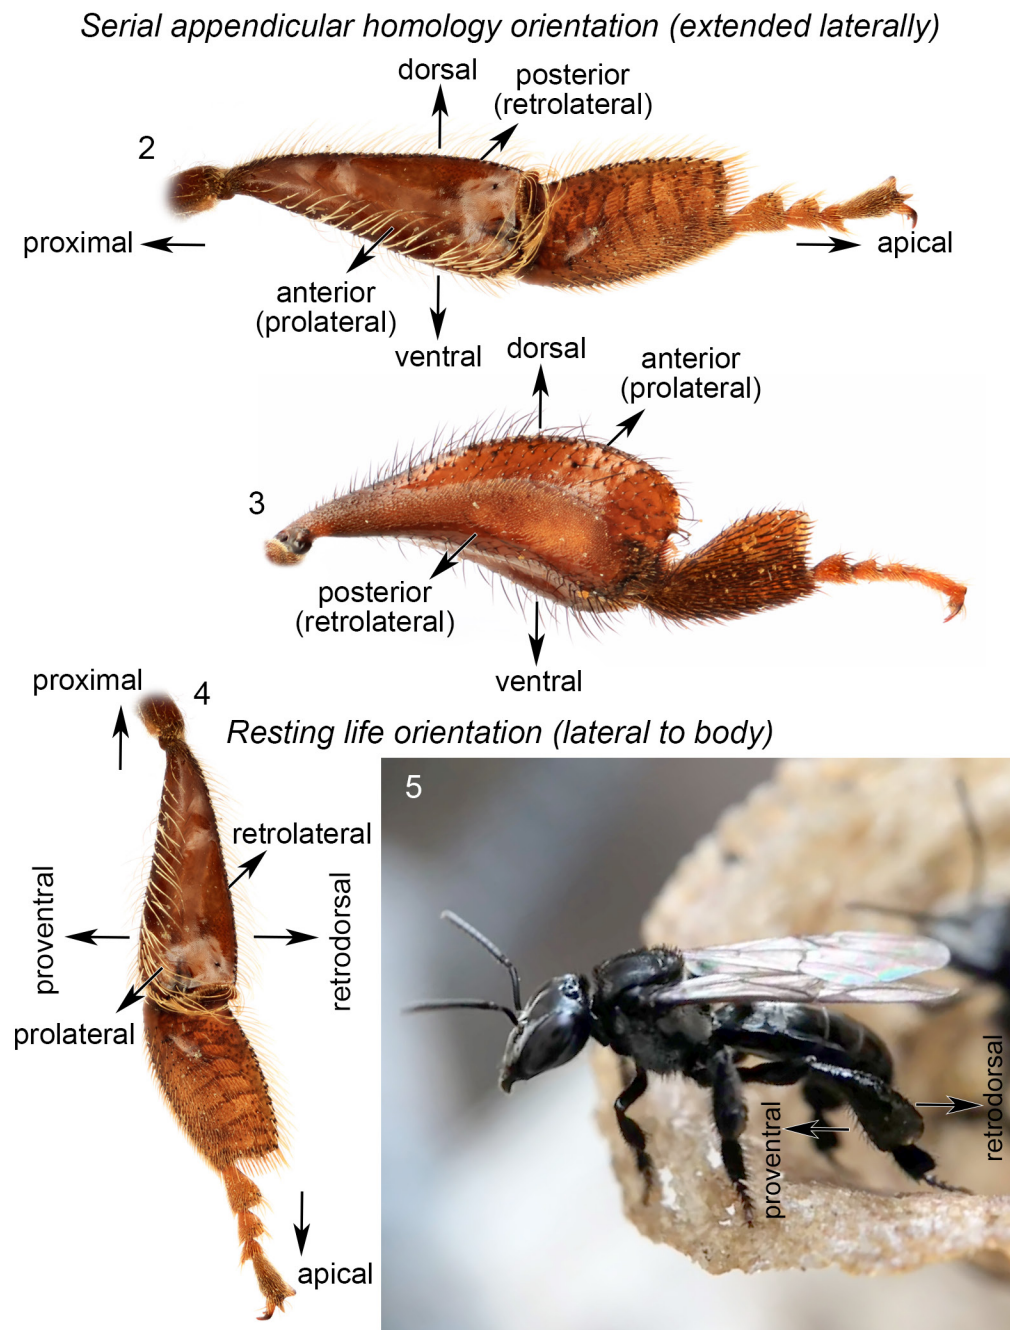 Serial appendicular homology orientation (extended laterally)
dorsal
posterior
(retrolateral)
2
proximal
apical
anterior
(prolateral)
ventral
dorsal
anterior
(prolateral)
3
posterior
(retrolateral)
ventral
proximal
4
Resting life orientation (lateral to body)
5
retrolateral
proventral
retrodorsal
prolateral
apical
proventral
retrodorsal